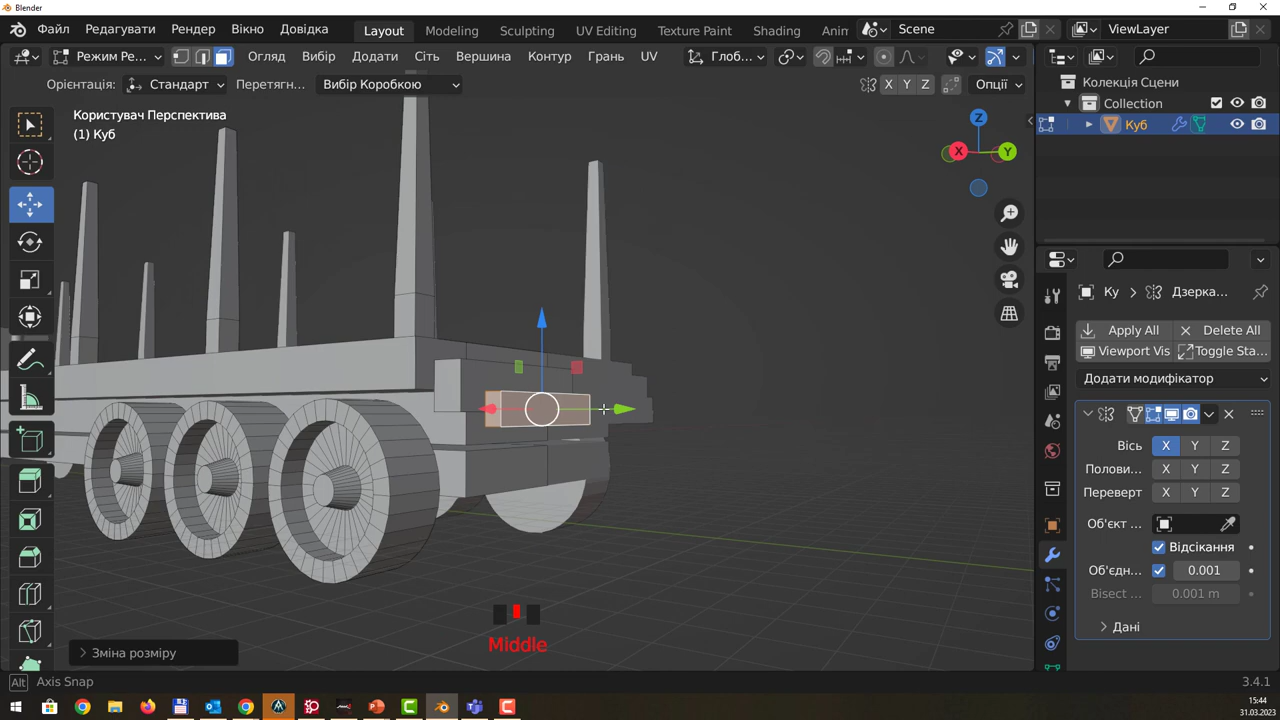 Blender
Файл Редагувати Рендер Вікно Довідка Layout Modeling Sculpting UV Editing Texture Paint Shading Anim Scene ViewLayer
Режим Ре... Огляд Вибір Додати Сіть Вершина Контур Грань UV Глоб...
Орієнтація: Стандарт Перетягн... Вибір Коробкою X Y Z Опції
Користувач Перспектива
(1) Куб
Z
X
Y
Колекція Сцени
Collection
Куб
Ку Дзерка...
Apply All Delete All
Viewport Vis Toggle Sta...
Додати модифікатор
Вісь X Y Z
Полови... X Y Z
Переверт X Y Z
Об'єкт ...
Відсікання
Об'єдн... 0.001
Bisect ... 0.001 m
Дані
Middle
Зміна розміру
Alt Axis Snap 3.4.1
15:44
31.03.2023